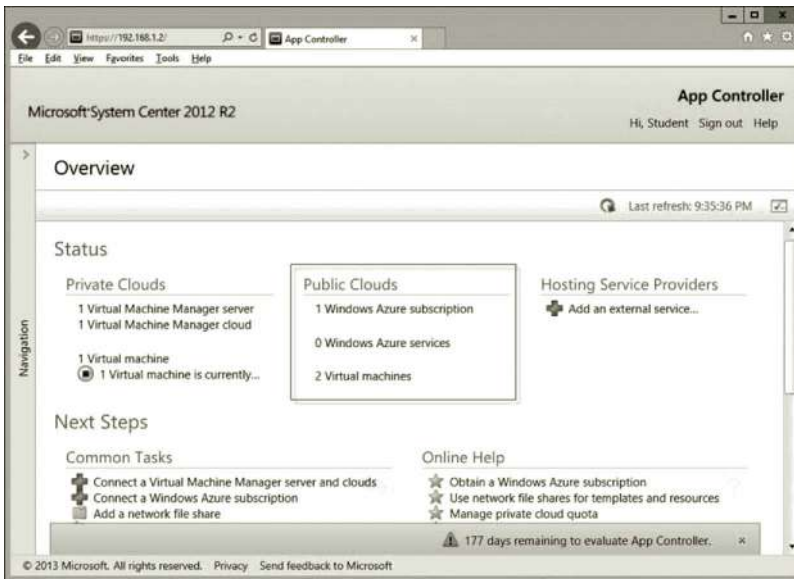 https://192.168.1.2/
App Controller
File Edit View Favorites Tools Help
Microsoft System Center 2012 R2
App Controller
Hi, Student Sign out Help
Overview
Last refresh: 9:35:36 PM
Navigation
Status
Private Clouds
1 Virtual Machine Manager server
1 Virtual Machine Manager cloud
1 Virtual machine
1 Virtual machine is currently...
Public Clouds
1 Windows Azure subscription
0 Windows Azure services
2 Virtual machines
Hosting Service Providers
Add an external service...
Next Steps
Common Tasks
Connect a Virtual Machine Manager server and clouds
Connect a Windows Azure subscription
Add a network file share
Online Help
Obtain a Windows Azure subscription
Use network file shares for templates and resources
Manage private cloud quota
177 days remaining to evaluate App Controller.
© 2013 Microsoft. All rights reserved. Privacy Send feedback to Microsoft